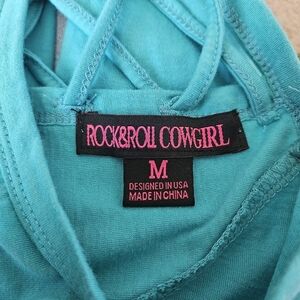 ROCK&ROLL COWGIRL
M
DESIGNED IN USA
MADE IN CHINA